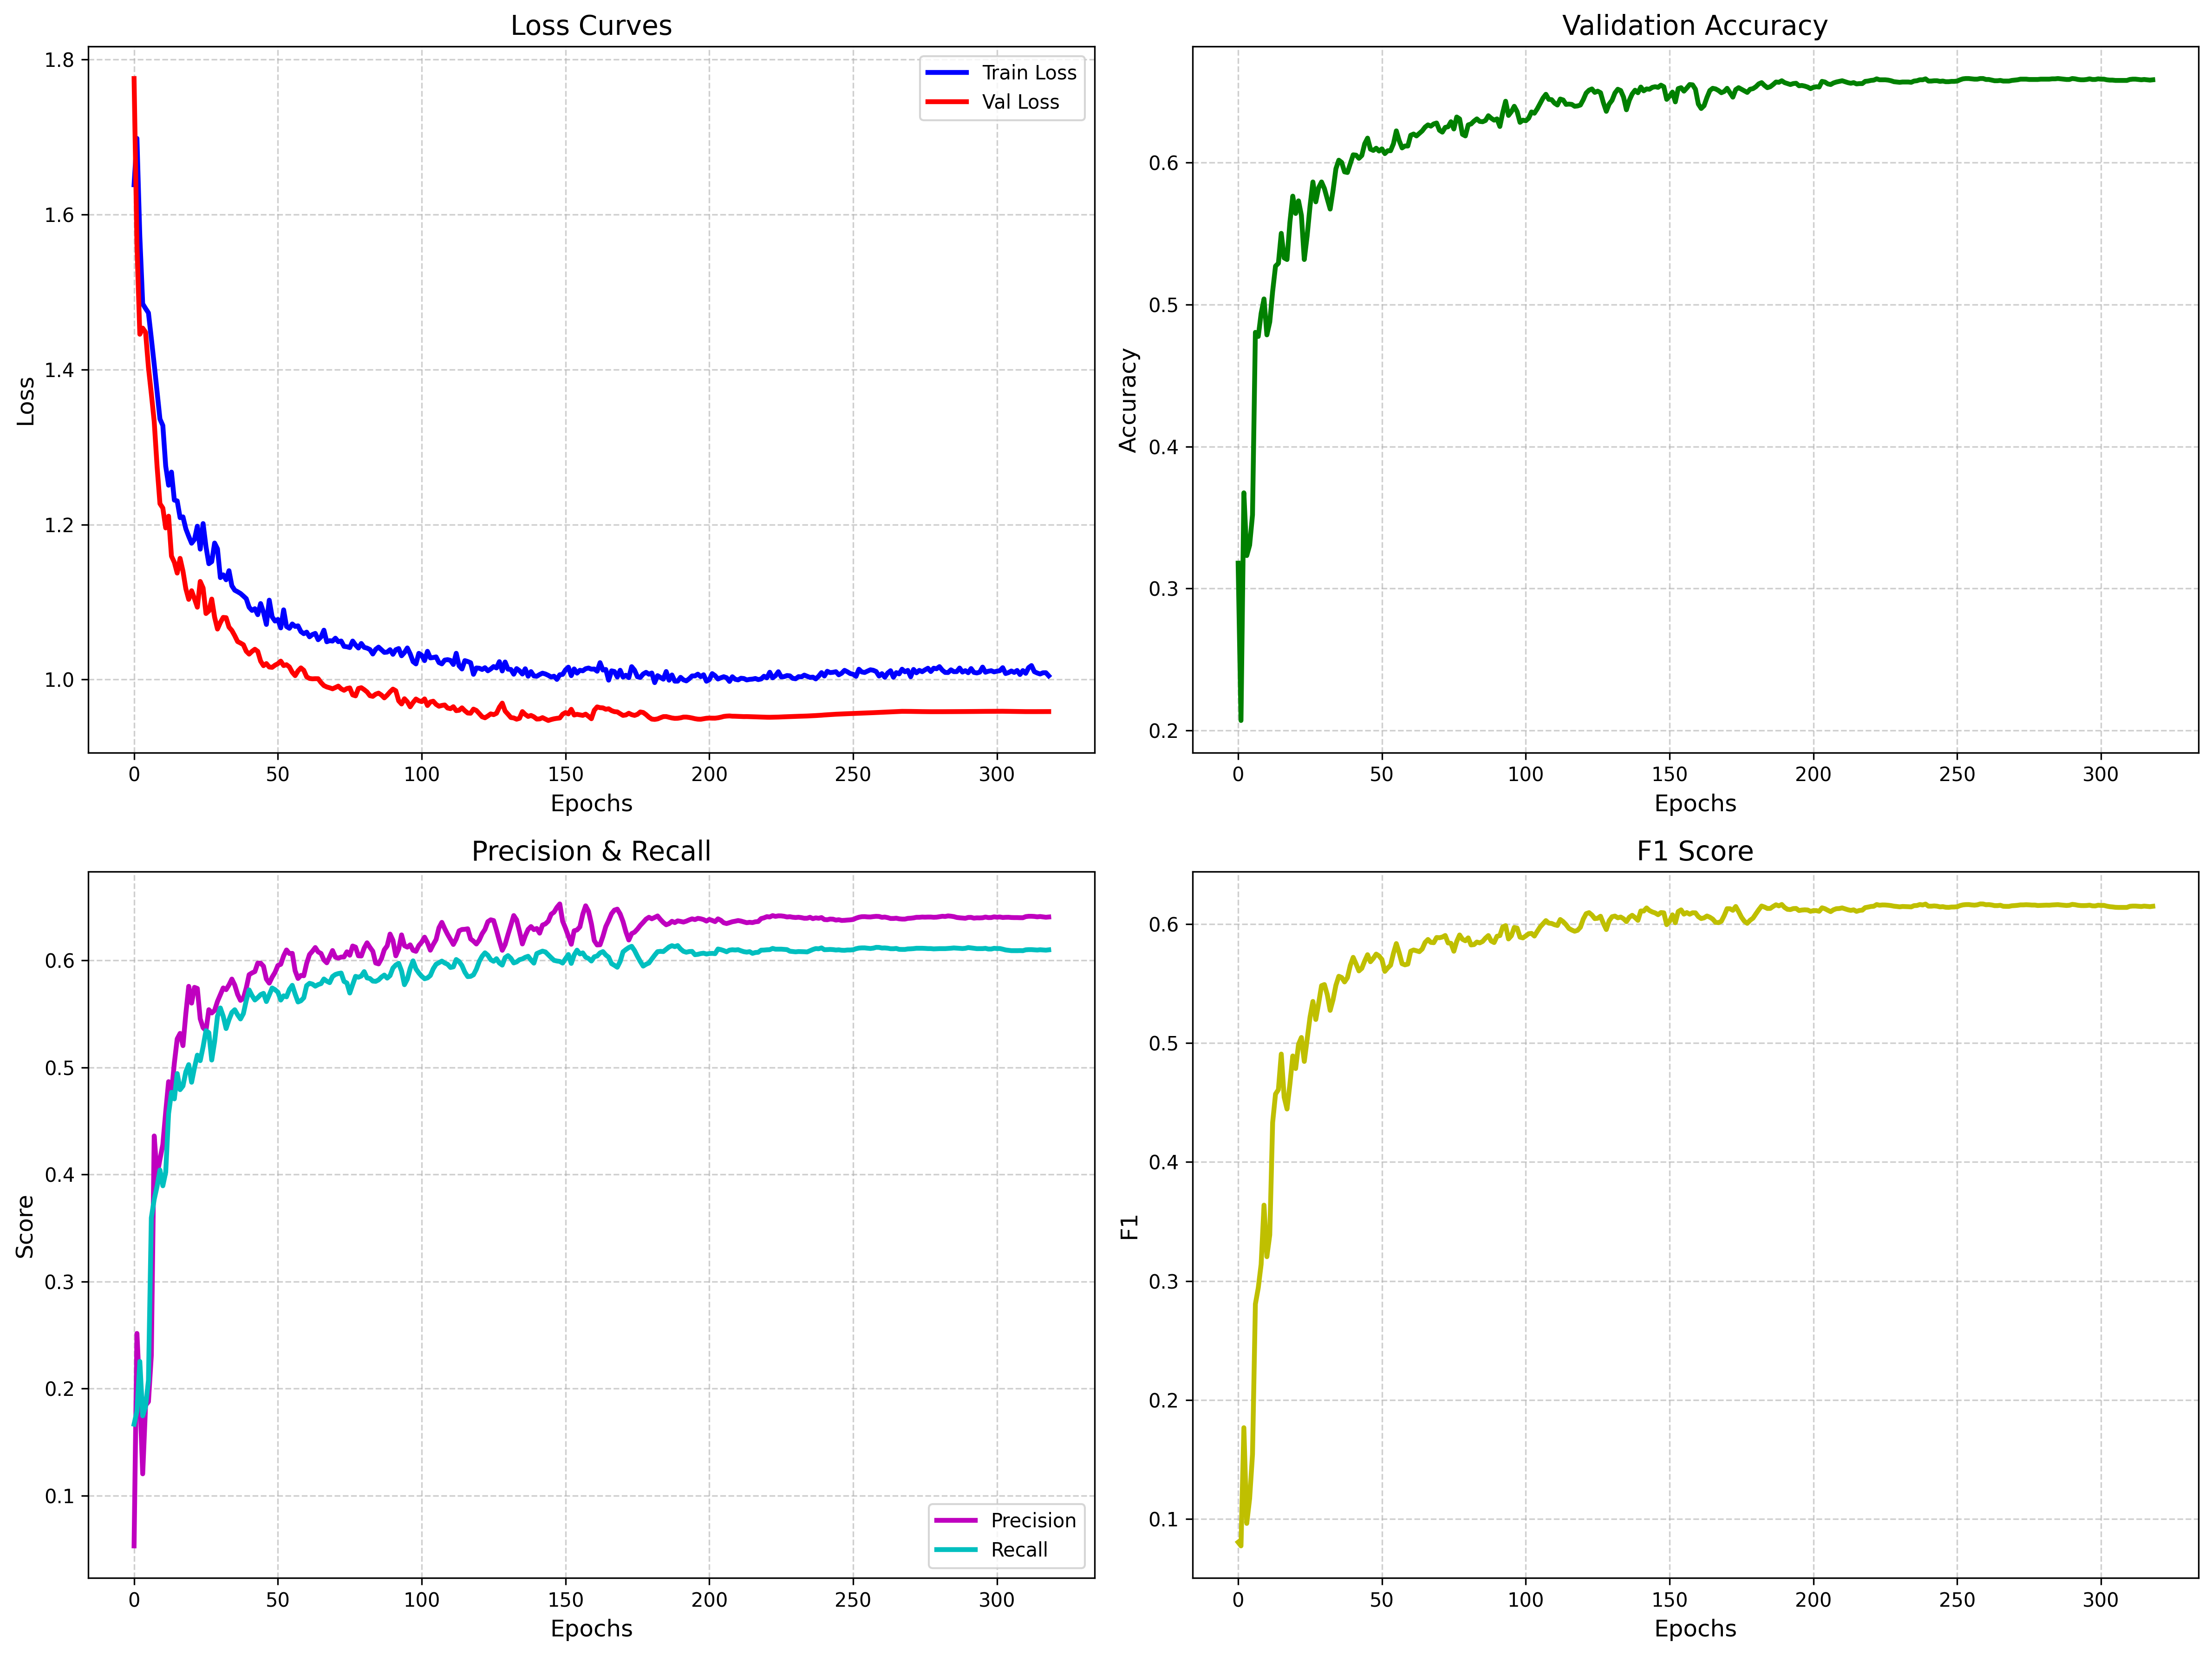 Loss Curves
1.8
1.6
1.4
1.2
1.0
Loss
Train Loss
Val Loss
0 50 100 150 200 250 300
Epochs
Validation Accuracy
0.6
0.5
0.4
0.3
0.2
Accuracy
0 50 100 150 200 250 300
Epochs
Precision & Recall
0.6
0.5
0.4
0.3
0.2
0.1
Score
Precision
Recall
0 50 100 150 200 250 300
Epochs
F1 Score
0.6
0.5
0.4
0.3
0.2
0.1
F1
0 50 100 150 200 250 300
Epochs